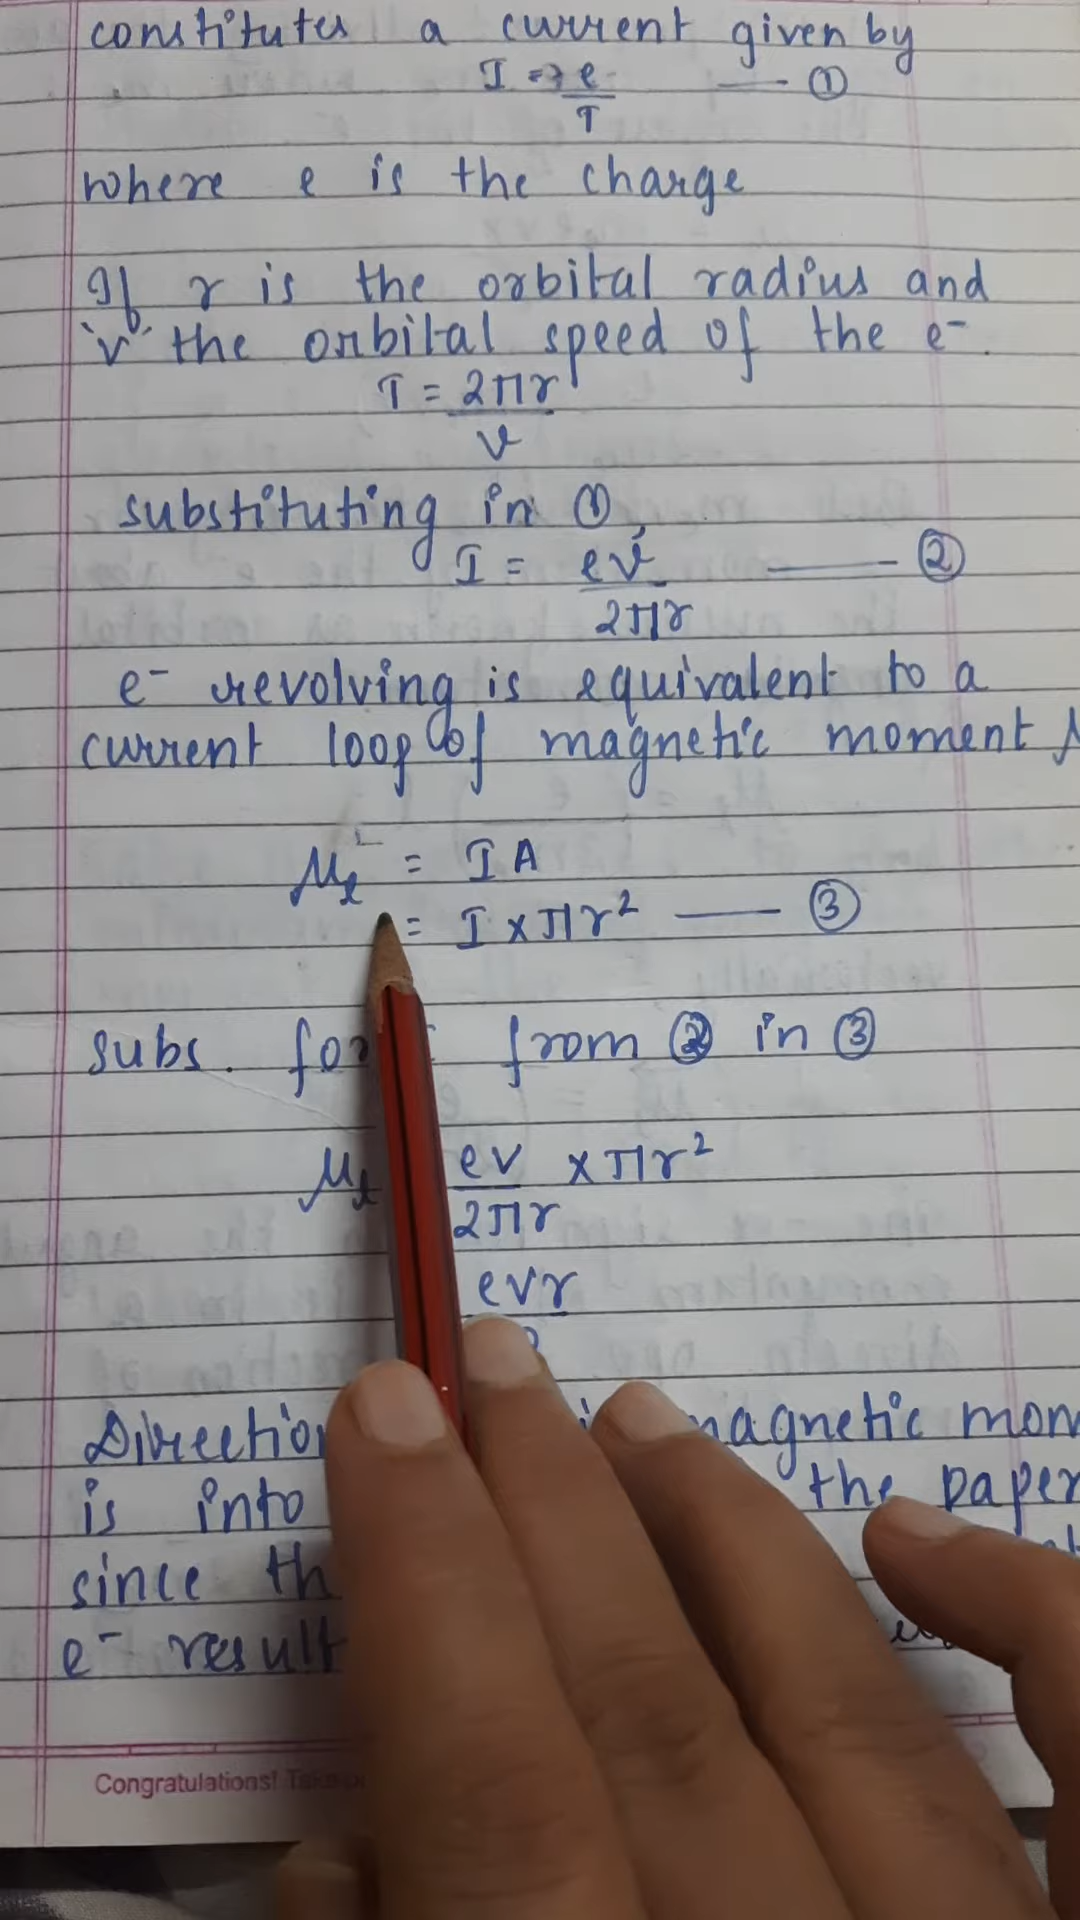 constitutes a current given by
I => e/T — ①
where e is the charge
If r is the orbital radius and
'v' the orbital speed of the e⁻.
T = 2πr/v
substituting in ①,
I = ev/2πr — ②
e⁻ revolving is equivalent to a
current loop of magnetic moment
μₗ = I A
= I × πr² — ③
subs. for from ② in ③
μₗ ev/2πr × πr²
evr
Direction magnetic mom
is into the paper
since th
e⁻ result
Congratulations!